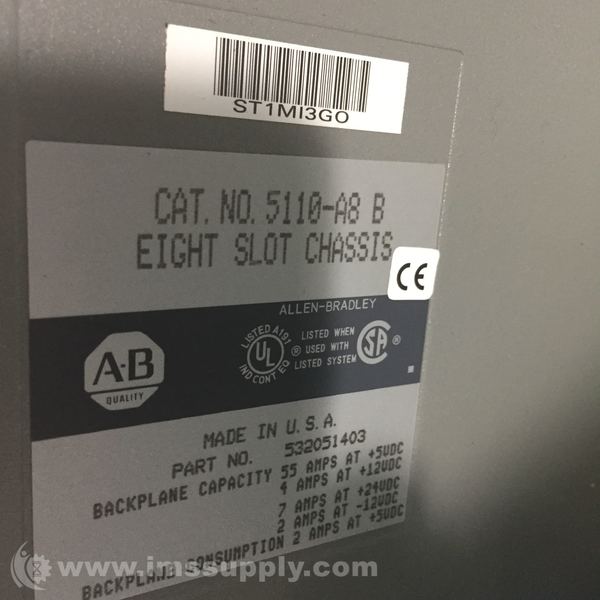 ST1MI3GO
CAT. NO. 5110-A8 B
EIGHT SLOT CHASSIS
CE
ALLEN-BRADLEY
A-B
QUALITY
LISTED A191
UL
IND CONT EQ
®
LISTED WHEN
USED WITH
LISTED SYSTEM
SA
®
MADE IN U.S.A.
PART NO. 532051403
BACKPLANE CAPACITY 55 AMPS AT +5VDC
4 AMPS AT +12VDC
7 AMPS AT +24VDC
2 AMPS AT -12VDC
BACKPLANE CONSUMPTION 2 AMPS AT +5VDC
www.imssupply.com